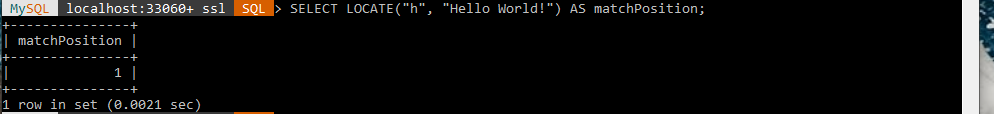 MySQL localhost:33060+ ssl SQL > SELECT LOCATE("h", "Hello World!") AS matchPosition;
+---------------+
| matchPosition |
+---------------+
|             1 |
+---------------+
1 row in set (0.0021 sec)